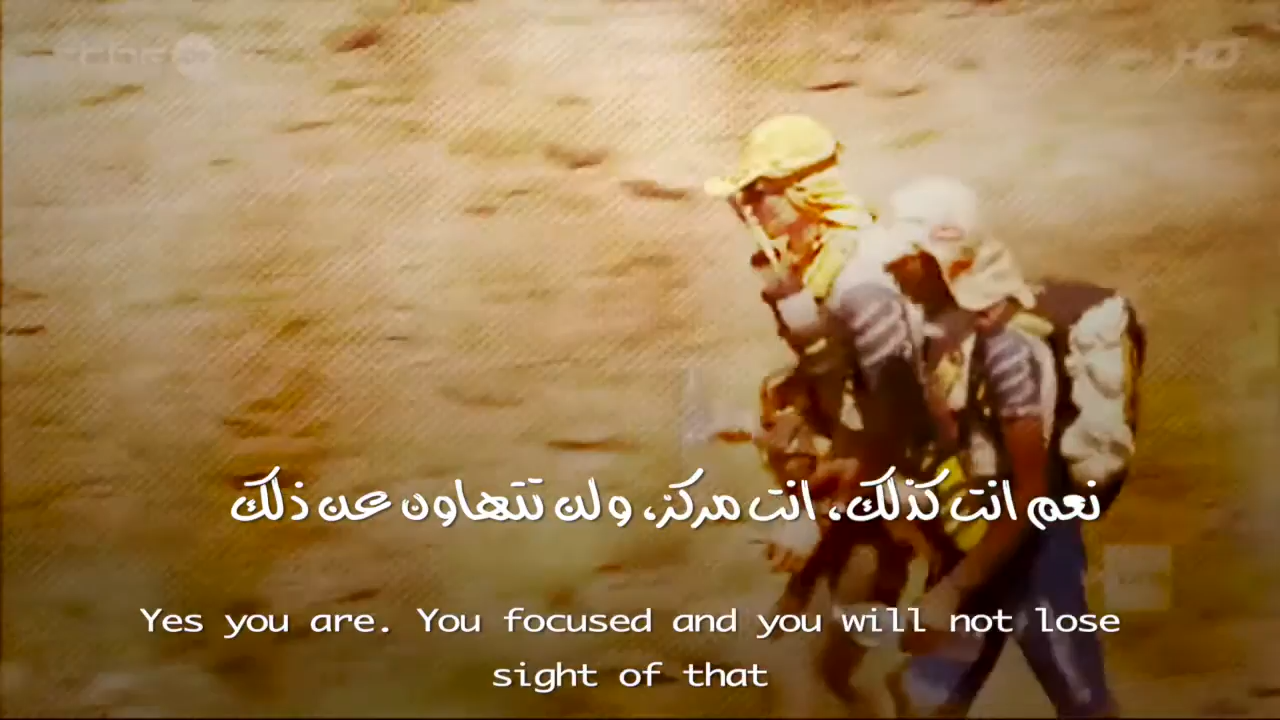 HD
نعم انت كذلك، انت مركز، ولن تتهاون عن ذلك
Yes you are. You focused and you will not lose
sight of that